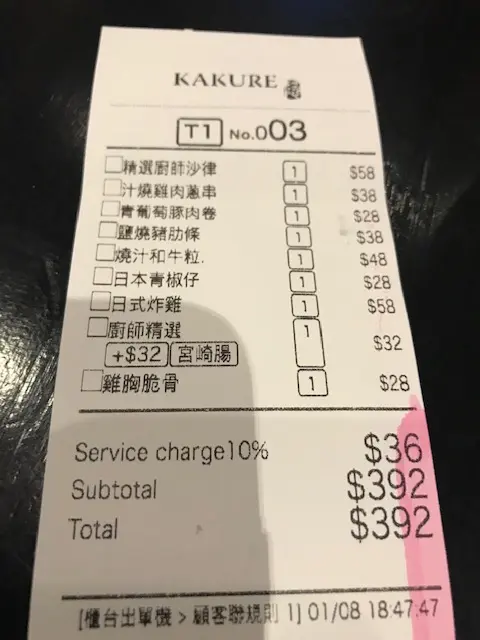 KAKURE
T1 No.003
精選廚師沙律 1 $58
汁燒雞肉蔥串 1 $38
青葡萄豚肉卷 1 $28
鹽燒豬肋條 1 $38
燒汁和牛粒. 1 $48
日本青椒仔 1 $28
日式炸雞 1 $58
廚師精選 1 $32
+$32 宮崎腸
雞胸脆骨 1 $28
Service charge10% $36
Subtotal $392
Total $392
[櫃台出單機 > 顧客聯規則 1] 01/08 18:47:47